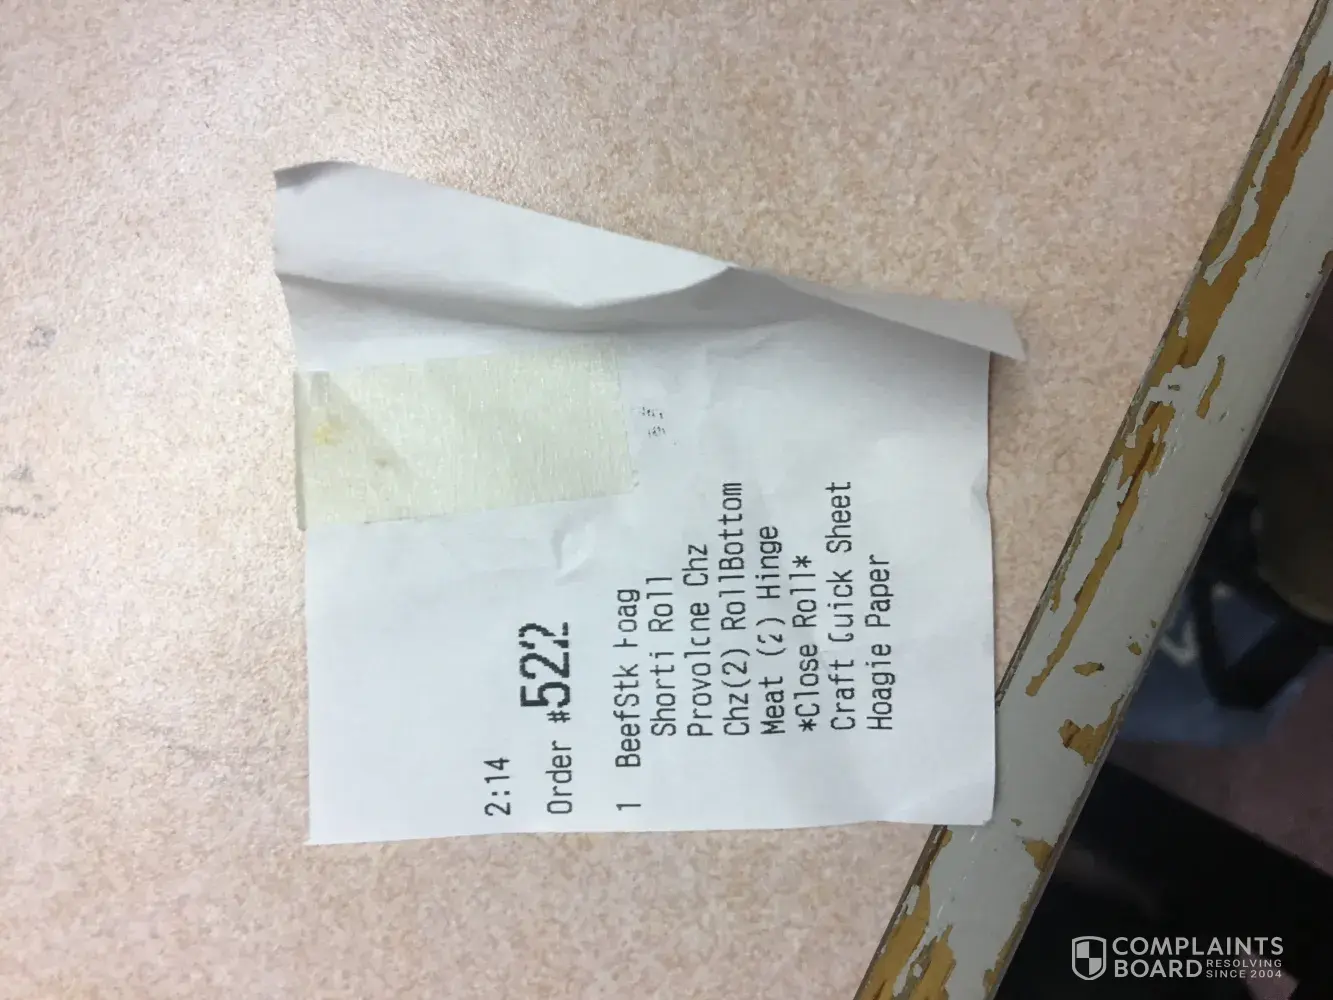 2:14
Order #522
1 BeefStk Hoag
Shorti Roll
Provolone Chz
Chz(2) RollBottom
Meat (2) Hinge
*Close Roll*
Craft Quick Sheet
Hoagie Paper
COMPLAINTS
BOARD RESOLVING
SINCE 2004